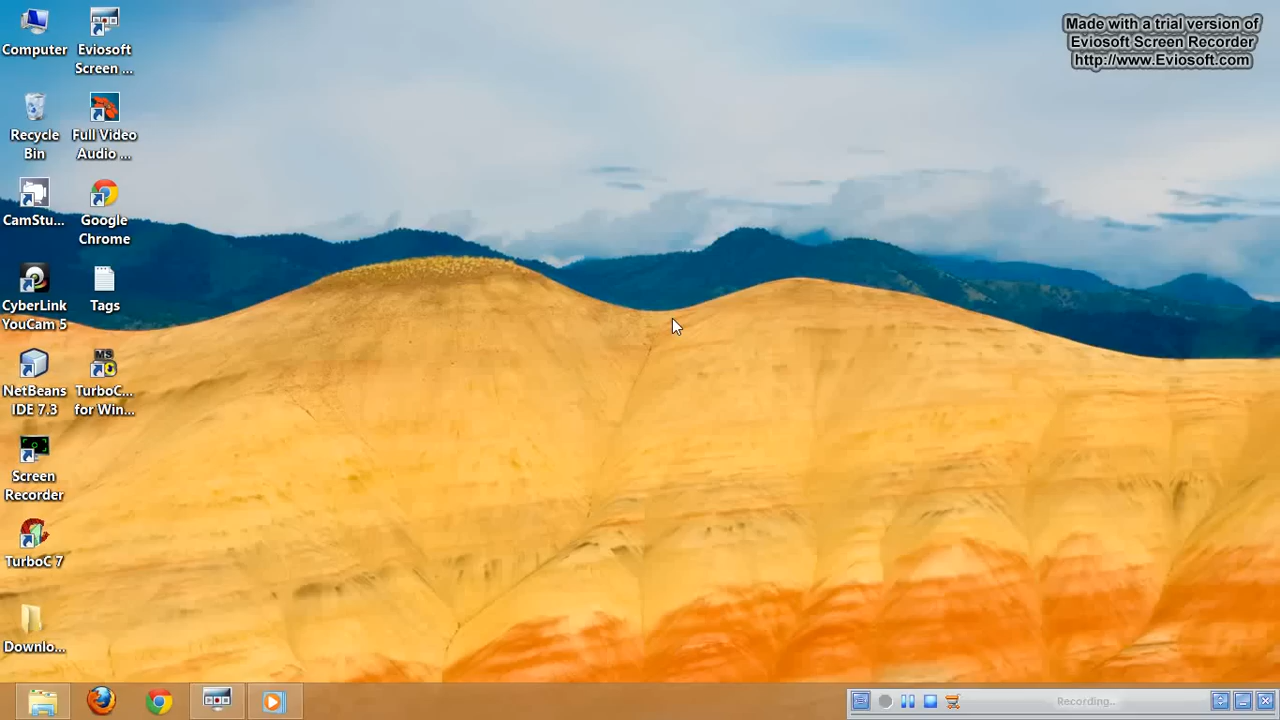 Made with a trial version of
Eviosoft Screen Recorder
http://www.Eviosoft.com
Computer
Eviosoft
Screen ...
Recycle
Bin
Full Video
Audio ...
CamStu...
Google
Chrome
CyberLink
YouCam 5
Tags
NetBeans
IDE 7.3
MS
TurboC...
for Win...
Screen
Recorder
TurboC 7
Downlo...
Recording..